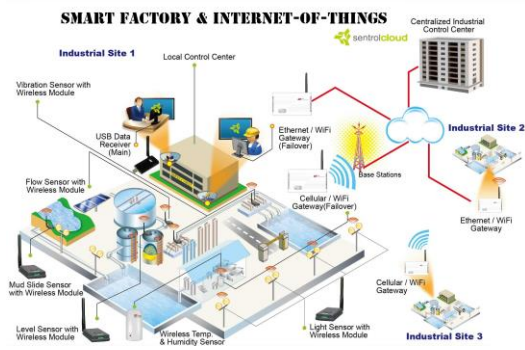 SMART FACTORY & INTERNET-OF-THINGS
sentrolcloud
Centralized Industrial
Control Center
Industrial Site 1
Local Control Center
Vibration Sensor with
Wireless Module
USB Data
Receiver
(Main)
Ethernet / WiFi
Gateway
(Failover)
Industrial Site 2
Base Stations
Flow Sensor with
Wireless Module
Cellular / WiFi
Gateway(Failover)
Ethernet / WiFi
Gateway
Mud Slide Sensor
with Wireless Module
Cellular / WiFi
Gateway
Level Sensor with
Wireless Module
Wireless Temp.
& Humidity Sensor
Light Sensor with
Wireless Module
Industrial Site 3